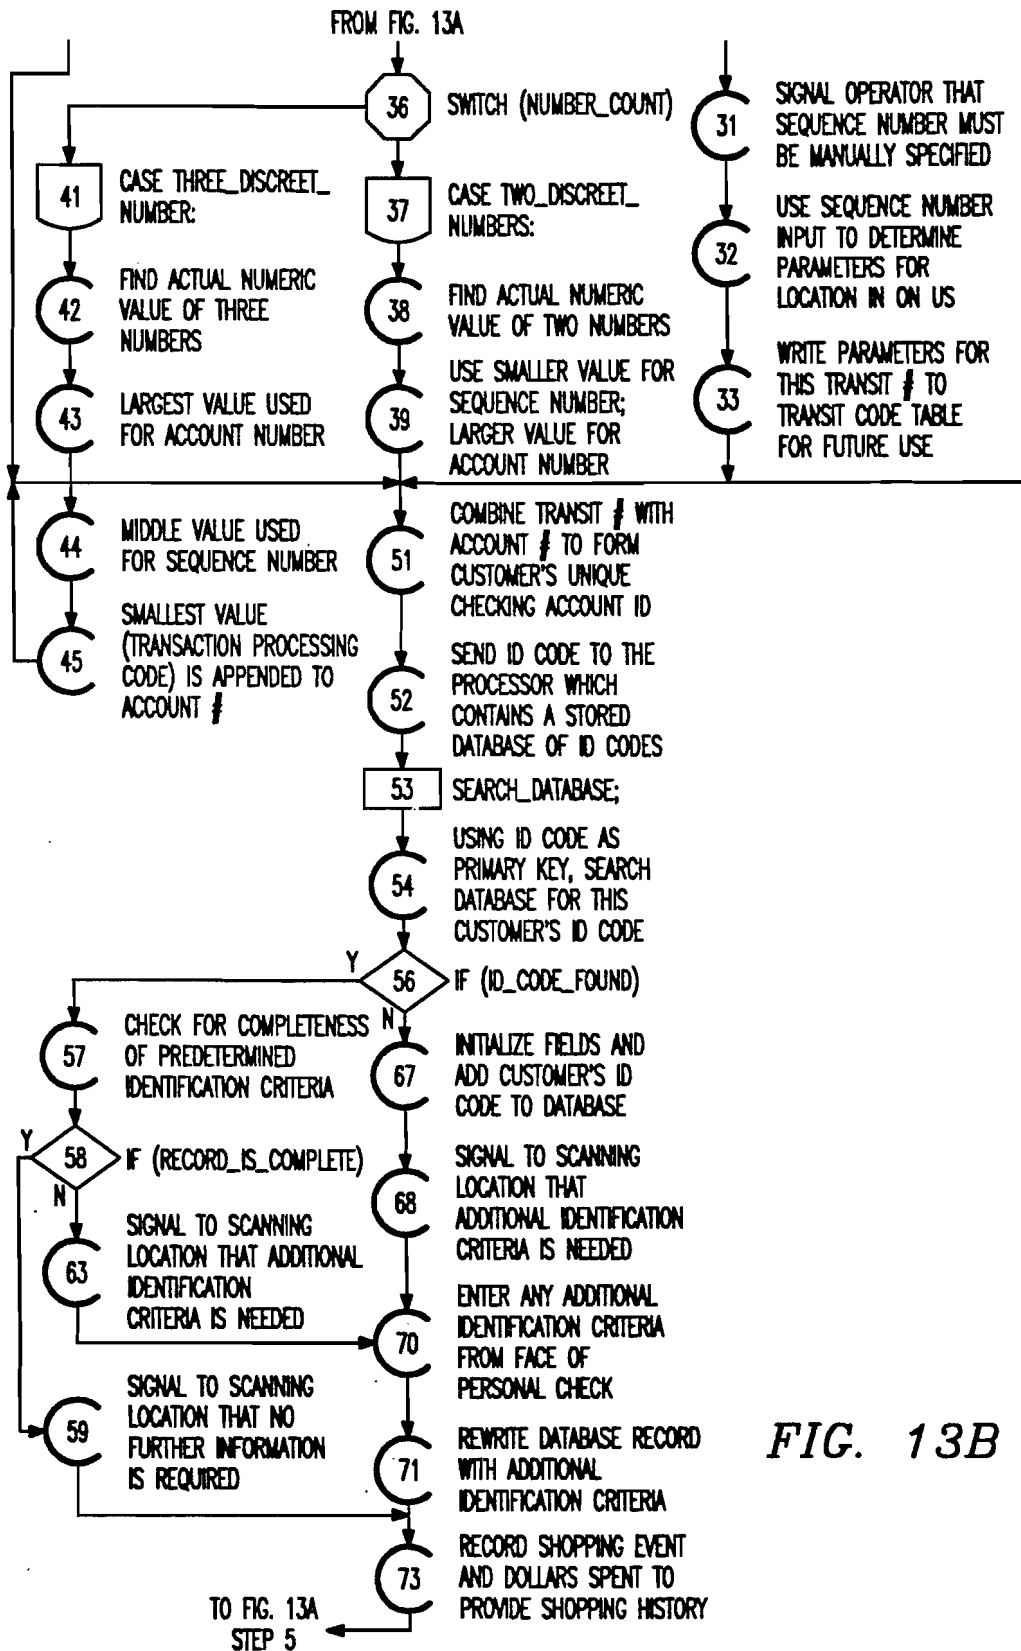 FROM FIG. 13A
36
SWITCH (NUMBER_COUNT)
41
CASE THREE_DISCREET_
NUMBER:
42
FIND ACTUAL NUMERIC
VALUE OF THREE
NUMBERS
43
LARGEST VALUE USED
FOR ACCOUNT NUMBER
44
MIDDLE VALUE USED
FOR SEQUENCE NUMBER
45
SMALLEST VALUE
(TRANSACTION PROCESSING
CODE) IS APPENDED TO
ACCOUNT #
37
CASE TWO_DISCREET_
NUMBERS:
38
FIND ACTUAL NUMERIC
VALUE OF TWO NUMBERS
39
USE SMALLER VALUE FOR
SEQUENCE NUMBER;
LARGER VALUE FOR
ACCOUNT NUMBER
31
SIGNAL OPERATOR THAT
SEQUENCE NUMBER MUST
BE MANUALLY SPECIFIED
32
USE SEQUENCE NUMBER
INPUT TO DETERMINE
PARAMETERS FOR
LOCATION IN ON US
33
WRITE PARAMETERS FOR
THIS TRANSIT # TO
TRANSIT CODE TABLE
FOR FUTURE USE
51
COMBINE TRANSIT # WITH
ACCOUNT # TO FORM
CUSTOMER'S UNIQUE
CHECKING ACCOUNT ID
52
SEND ID CODE TO THE
PROCESSOR WHICH
CONTAINS A STORED
DATABASE OF ID CODES
53
SEARCH_DATABASE;
54
USING ID CODE AS
PRIMARY KEY, SEARCH
DATABASE FOR THIS
CUSTOMER'S ID CODE
Y
56
IF (ID_CODE_FOUND)
N
57
CHECK FOR COMPLETENESS
OF PREDETERMINED
IDENTIFICATION CRITERIA
Y
58
IF (RECORD_IS_COMPLETE)
N
63
SIGNAL TO SCANNING
LOCATION THAT ADDITIONAL
IDENTIFICATION
CRITERIA IS NEEDED
59
SIGNAL TO SCANNING
LOCATION THAT NO
FURTHER INFORMATION
IS REQUIRED
67
INITIALIZE FIELDS AND
ADD CUSTOMER'S ID
CODE TO DATABASE
68
SIGNAL TO SCANNING
LOCATION THAT
ADDITIONAL IDENTIFICATION
CRITERIA IS NEEDED
70
ENTER ANY ADDITIONAL
IDENTIFICATION CRITERIA
FROM FACE OF
PERSONAL CHECK
71
REWRITE DATABASE RECORD
WITH ADDITIONAL
IDENTIFICATION CRITERIA
73
RECORD SHOPPING EVENT
AND DOLLARS SPENT TO
PROVIDE SHOPPING HISTORY
TO FIG. 13A
STEP 5
FIG. 13B